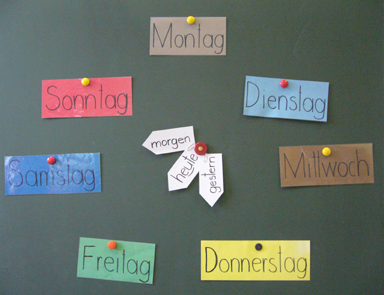 Montag
Dienstag
Mittwoch
Donnerstag
Freitag
Samstag
Sonntag
morgen
heute
gestern